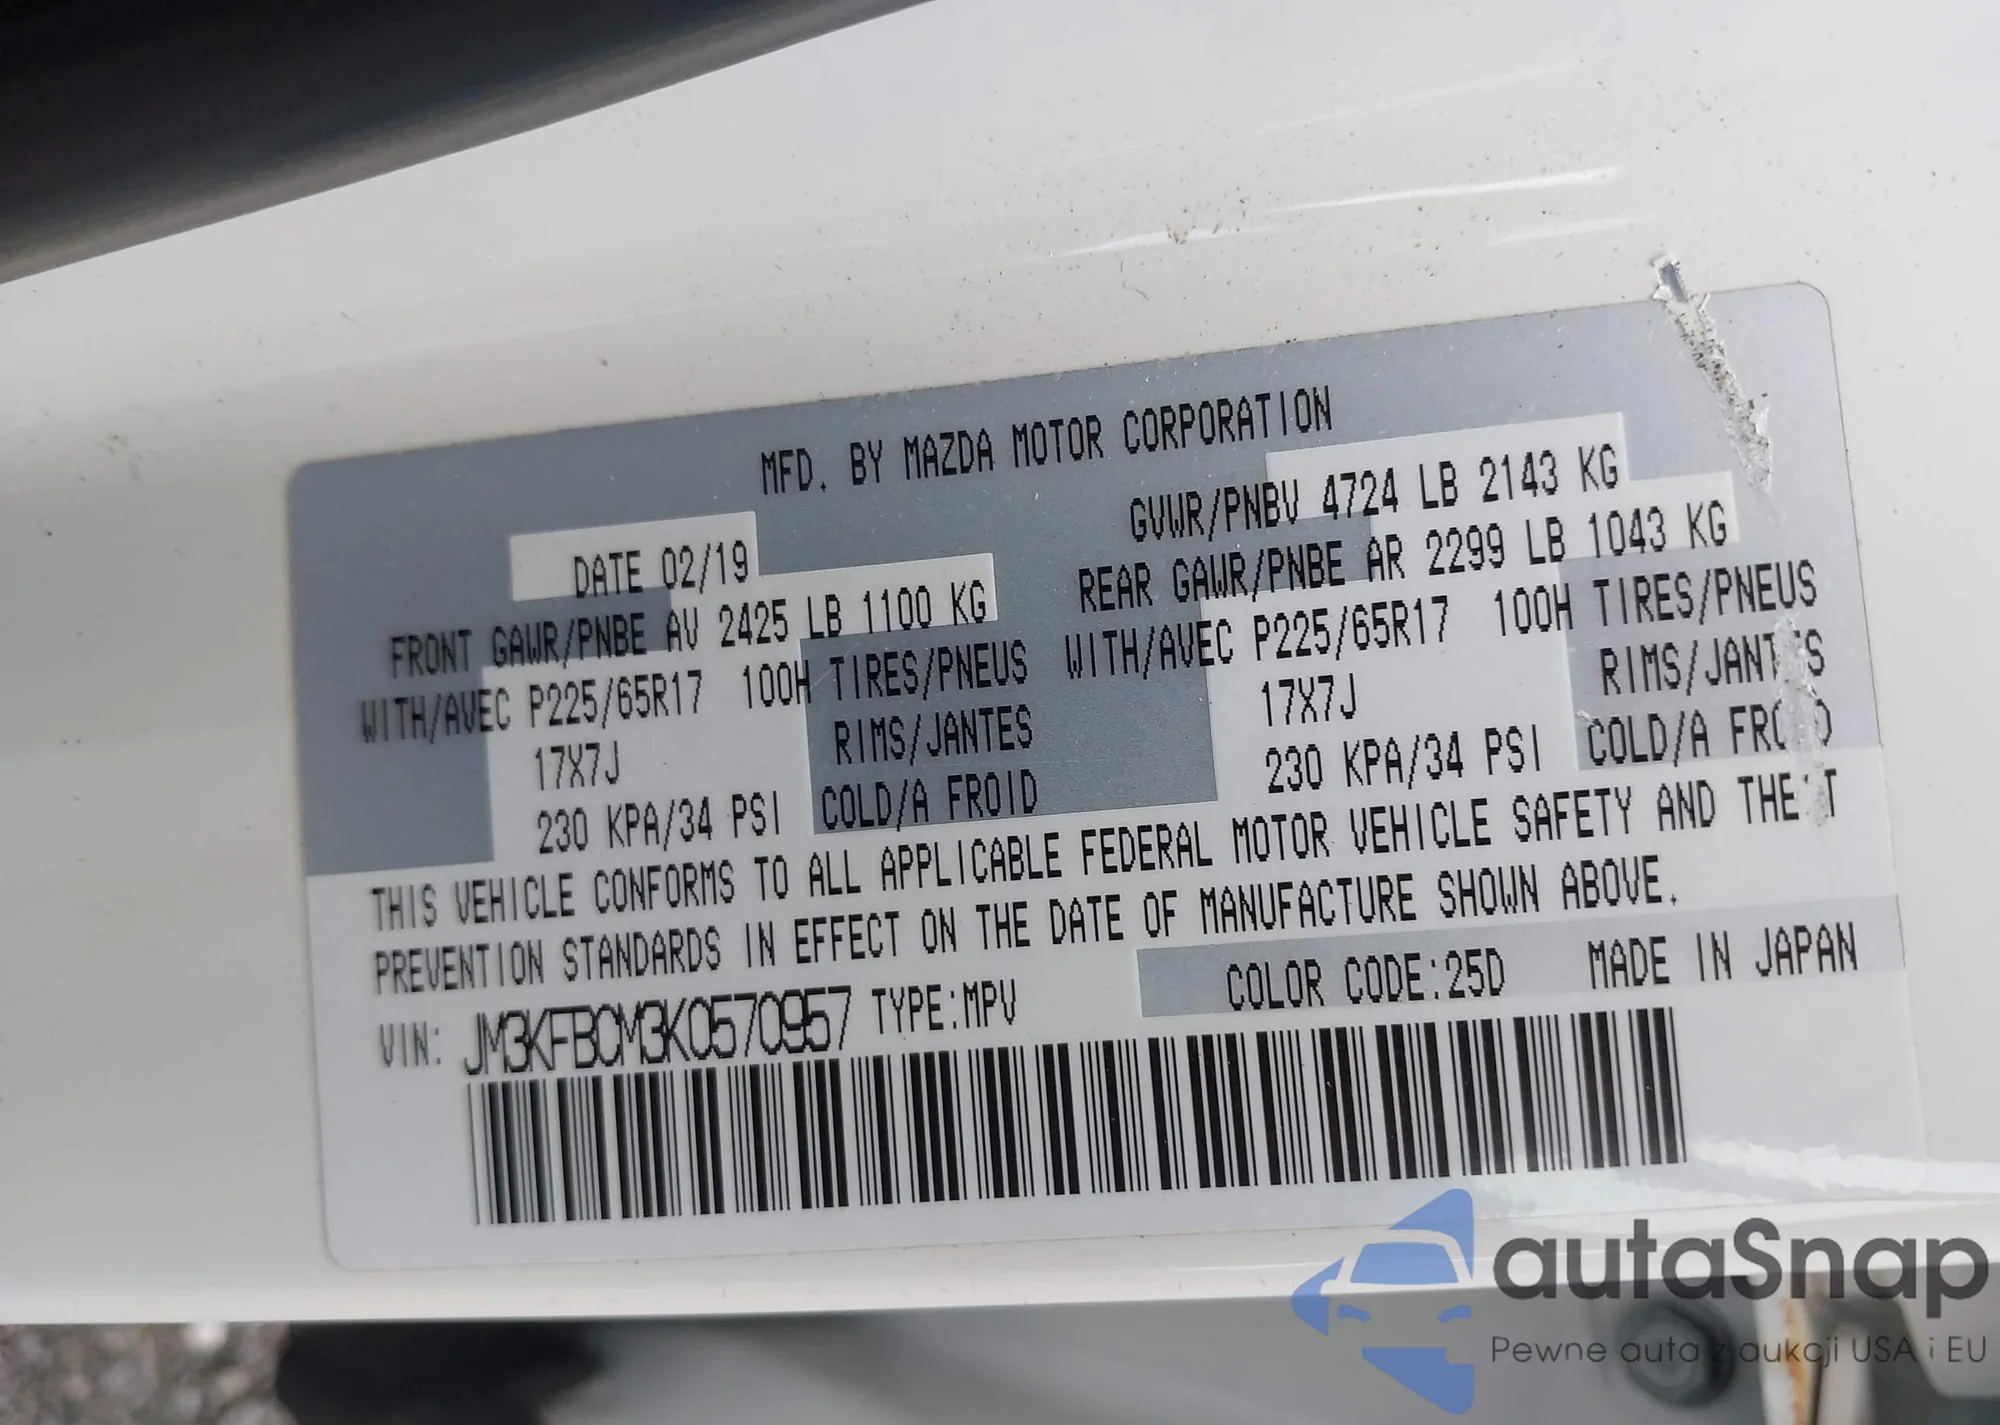 MFD. BY MAZDA MOTOR CORPORATION
GVWR/PNBV 4724 LB 2143 KG
DATE 02/19
FRONT GAWR/PNBE AV 2425 LB 1100 KG
REAR GAWR/PNBE AR 2299 LB 1043 KG
WITH/AVEC P225/65R17 100H TIRES/PNEUS
WITH/AVEC P225/65R17 100H TIRES/PNEUS
17X7J RIMS/JANTES
17X7J RIMS/JANTES
230 KPA/34 PSI COLD/A FROID
230 KPA/34 PSI COLD/A FROID
THIS VEHICLE CONFORMS TO ALL APPLICABLE FEDERAL MOTOR VEHICLE SAFETY AND THEFT
PREVENTION STANDARDS IN EFFECT ON THE DATE OF MANUFACTURE SHOWN ABOVE.
VIN: JM3KFBCM3K0570957 TYPE:MPV COLOR CODE:25D MADE IN JAPAN
autaSnap
Pewne auta z aukcji USA i EU